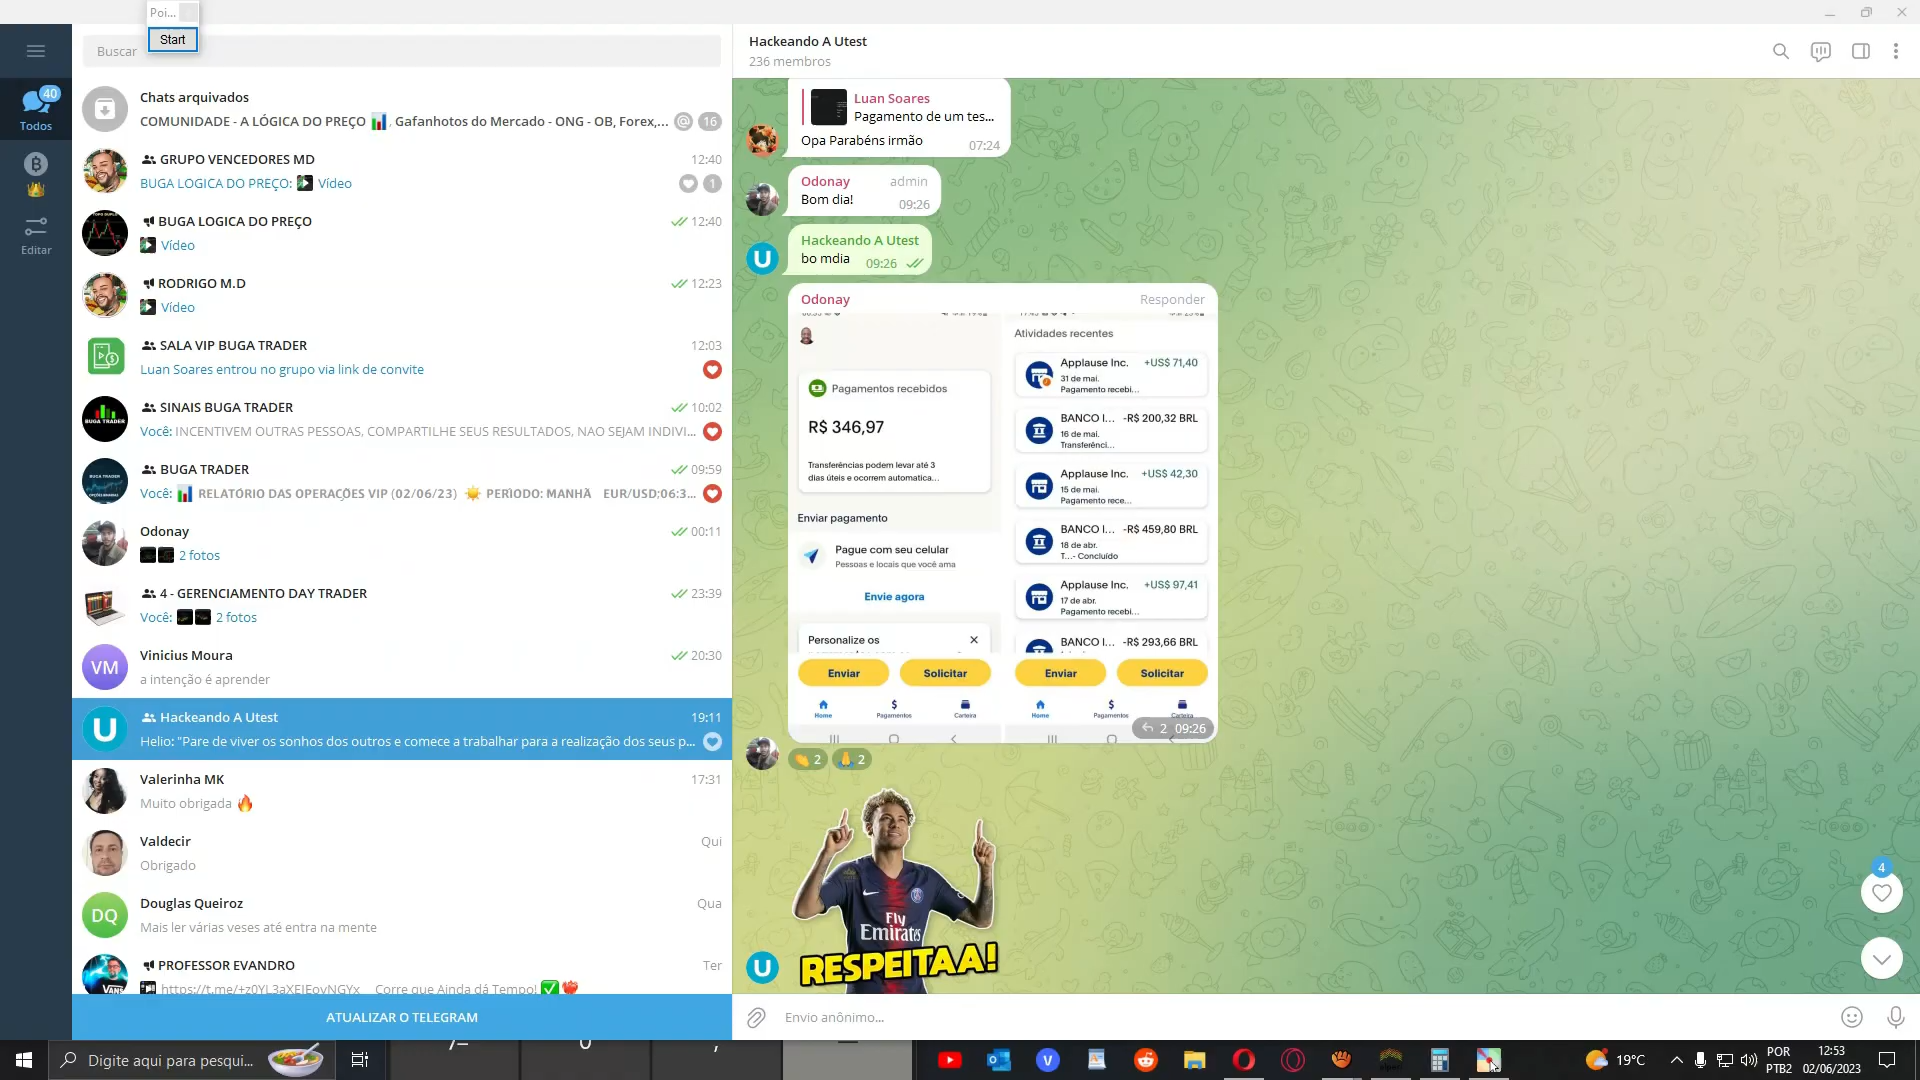 Poi...
Start
Buscar
40
Todos
Editar
Chats arquivados
COMUNIDADE - A LÓGICA DO PREÇO 📊, Gafanhotos do Mercado - ONG - OB, Forex,...
16
GRUPO VENCEDORES MD
12:40
BUGA LOGICA DO PREÇO: Vídeo
1
BUGA LOGICA DO PREÇO
12:40
Vídeo
RODRIGO M.D
12:23
Vídeo
SALA VIP BUGA TRADER
12:03
Luan Soares entrou no grupo via link de convite
BUGA TRADER
SINAIS BUGA TRADER
10:02
Você: INCENTIVEM OUTRAS PESSOAS, COMPARTILHE SEUS RESULTADOS, NAO SEJAM INDIVI...
BUGA TRADER
09:59
Você: 📊 RELATÓRIO DAS OPERAÇÕES VIP (02/06/23) ☀️ PERÍODO: MANHÃ EUR/USD;06:3...
Odonay
00:11
2 fotos
4 - GERENCIAMENTO DAY TRADER
23:39
Você: 2 fotos
VM
Vinicius Moura
20:30
a intenção é aprender
U
Hackeando A Utest
19:11
Helio: "Pare de viver os sonhos dos outros e comece a trabalhar para a realização dos seus p...
Valerinha MK
17:31
Muito obrigada 🔥
Valdecir
Qui
Obrigado
DQ
Douglas Queiroz
Qua
Mais ler várias veses até entra na mente
PROFESSOR EVANDRO
Ter
Corre que Ainda dá Tempo! ✅
ATUALIZAR O TELEGRAM
Hackeando A Utest
236 membros
Luan Soares
Pagamento de um tes...
Opa Parabéns irmão
07:24
Odonay
admin
Bom dia!
09:26
Hackeando A Utest
U
bo mdia
09:26
Odonay
Responder
Pagamentos recebidos
R$ 346,97
Transferências podem levar até 3
dias úteis e ocorrem automatica...
Enviar pagamento
Pague com seu celular
Pessoas e locais que você ama
Envie agora
Personalize os
Enviar
Solicitar
Home
Pagamentos
Carteira
Atividades recentes
Applause Inc. +US$ 71,40
31 de mai.
Pagamento recebi...
BANCO I... -R$ 200,32 BRL
16 de mai.
Transferênci...
Applause Inc. +US$ 42,30
15 de mai.
Pagamento rece...
BANCO I... -R$ 459,80 BRL
18 de abr.
T...- Concluído
Applause Inc. +US$ 97,41
17 de abr.
Pagamento recebi...
BANCO I... -R$ 293,66 BRL
Enviar
Solicitar
Home
Pagamentos
Carteira
2 09:26
👏 2
🙏 2
Fly
Emirates
RESPEITAA!
U
4
Envio anônimo...
Digite aqui para pesqui...
19°C
POR
PTB2
12:53
02/06/2023